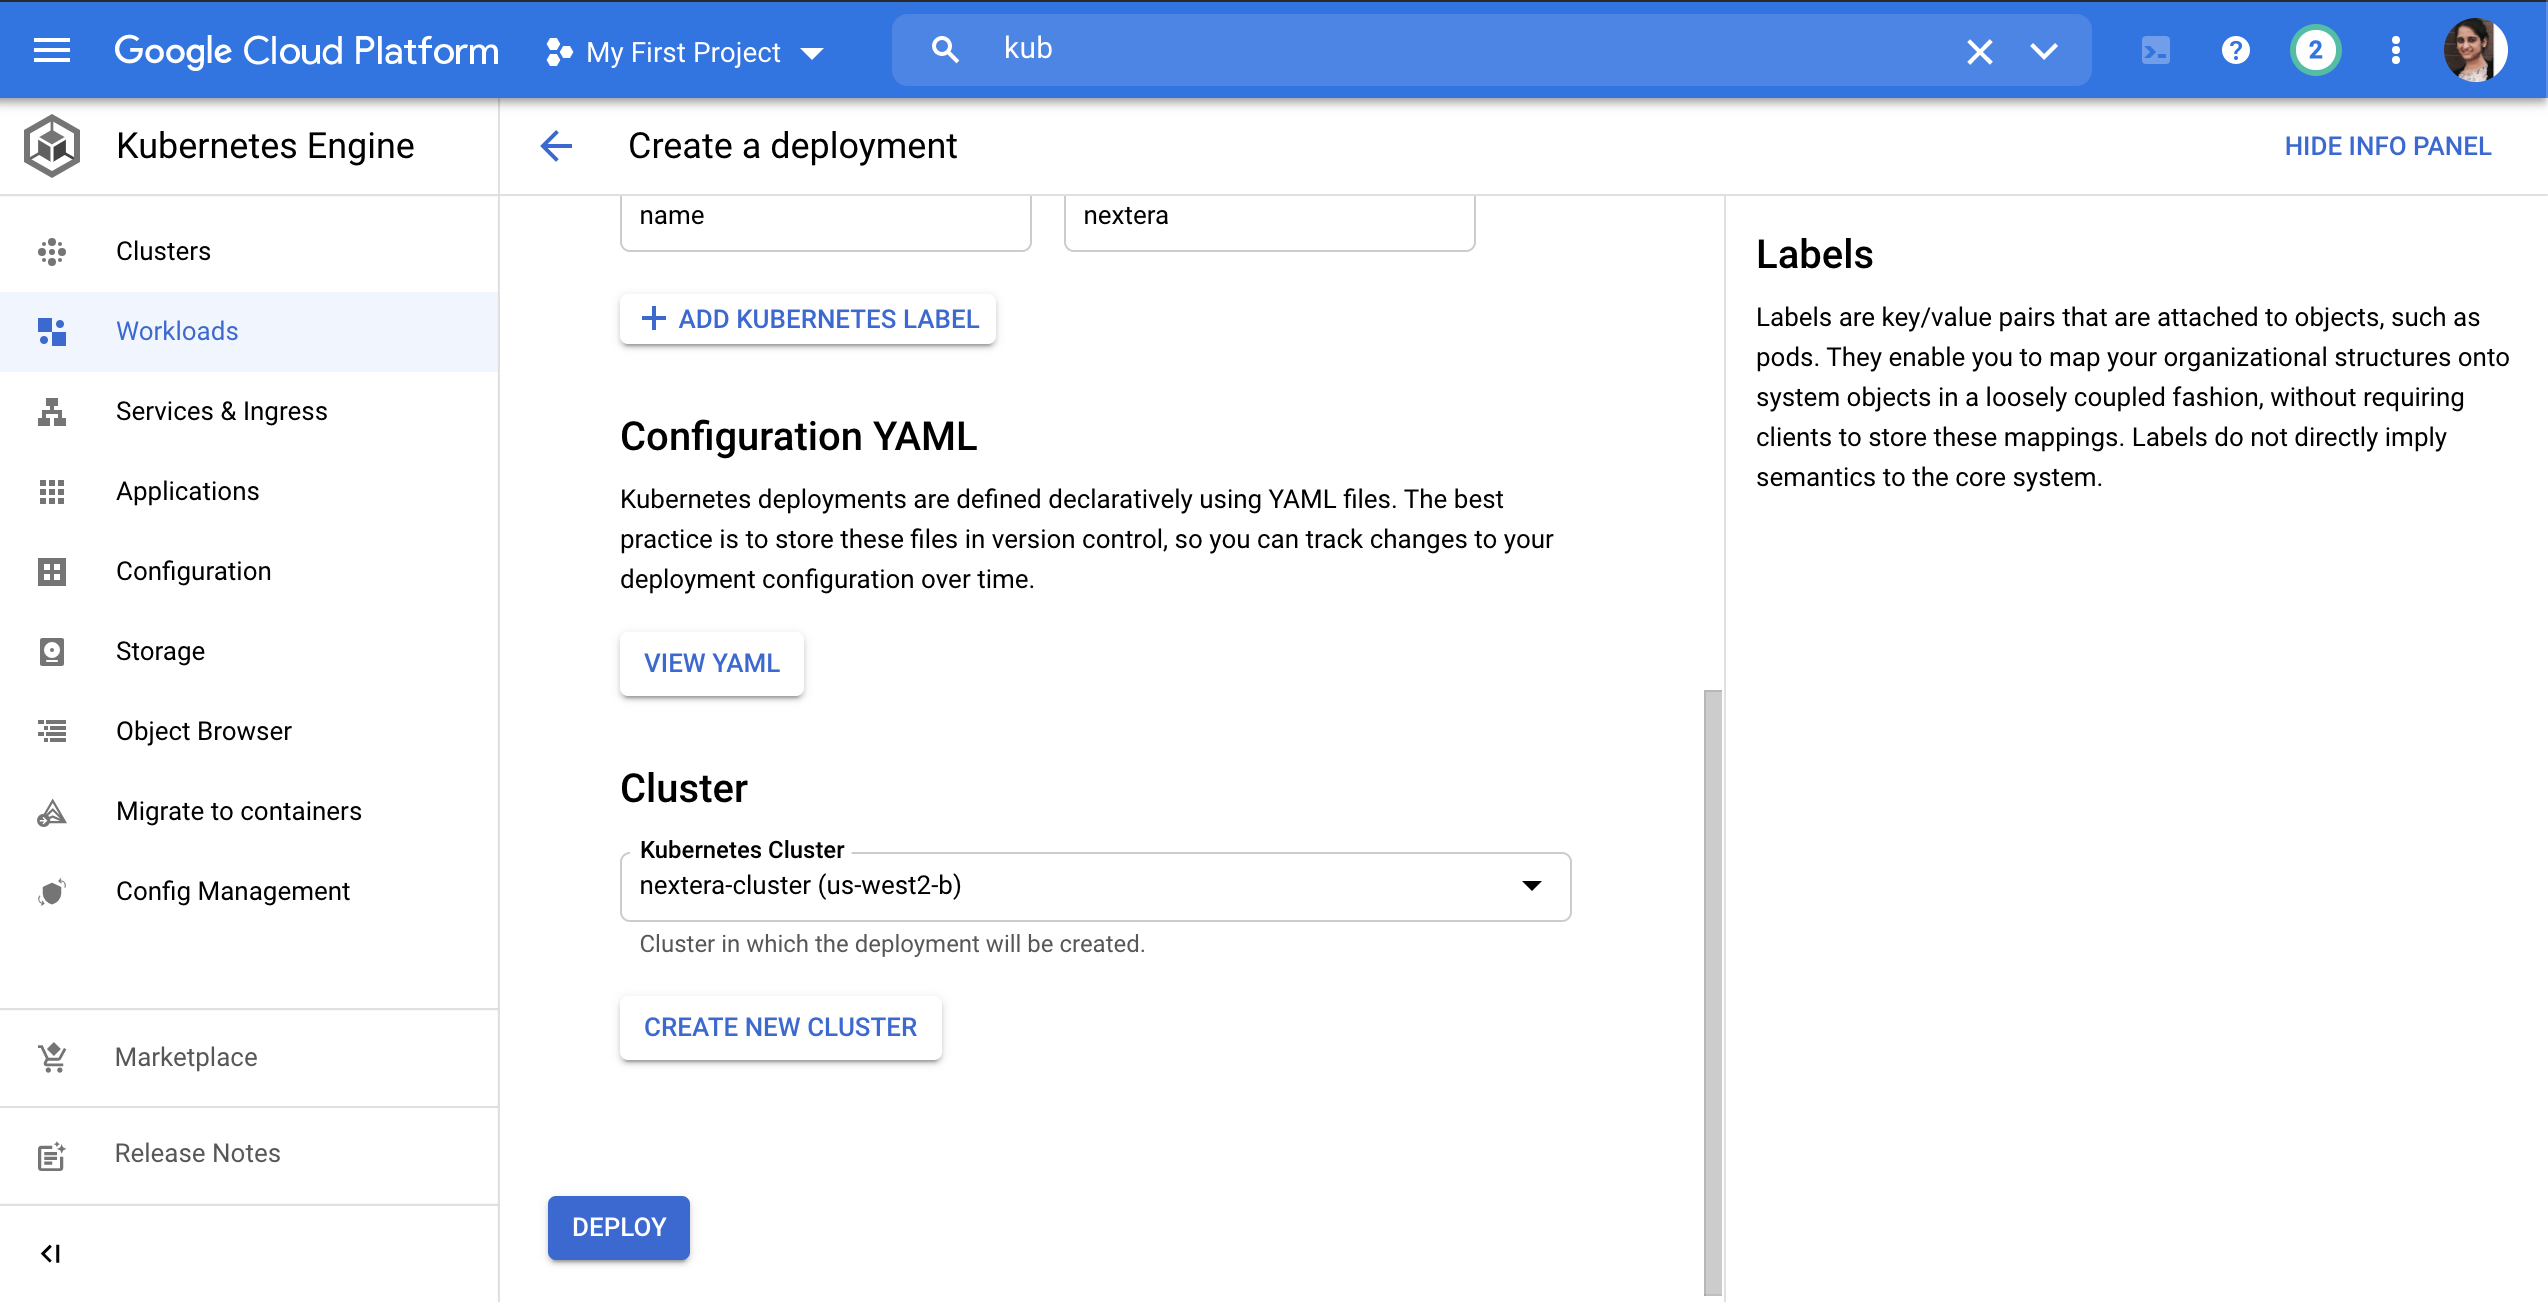 Google Cloud Platform
My First Project
kub
2
Kubernetes Engine
Create a deployment
HIDE INFO PANEL
Clusters
Workloads
Services & Ingress
Applications
Configuration
Storage
Object Browser
Migrate to containers
Config Management
Marketplace
Release Notes
name
nextera
ADD KUBERNETES LABEL
Configuration YAML
Kubernetes deployments are defined declaratively using YAML files. The best
practice is to store these files in version control, so you can track changes to your
deployment configuration over time.
VIEW YAML
Cluster
Kubernetes Cluster
nextera-cluster (us-west2-b)
Cluster in which the deployment will be created.
CREATE NEW CLUSTER
DEPLOY
Labels
Labels are key/value pairs that are attached to objects, such as
pods. They enable you to map your organizational structures onto
system objects in a loosely coupled fashion, without requiring
clients to store these mappings. Labels do not directly imply
semantics to the core system.